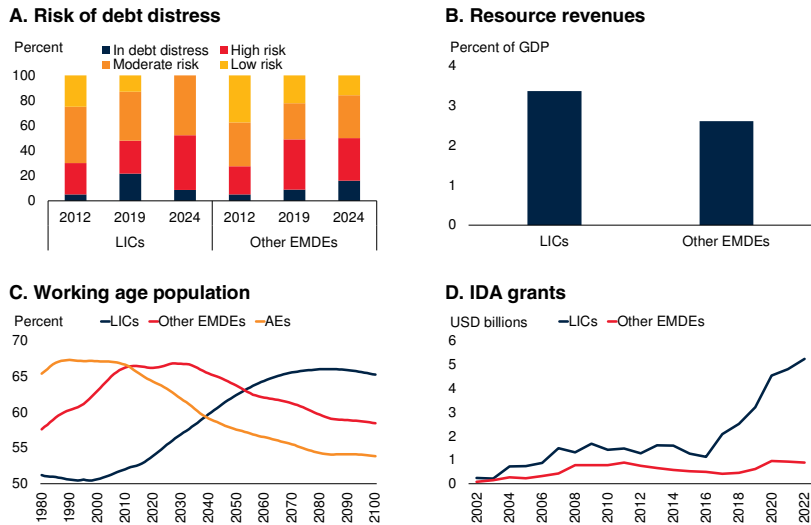 A. Risk of debt distress
Percent
In debt distress High risk
Moderate risk Low risk
100
80
60
40
20
0
2012 2019 2024 2012 2019 2024
LICs Other EMDEs
B. Resource revenues
Percent of GDP
4
3
2
1
0
LICs Other EMDEs
C. Working age population
Percent LICs Other EMDEs AEs
70
65
60
55
50
1980 1990 2000 2010 2020 2030 2040 2050 2060 2070 2080 2090 2100
D. IDA grants
USD billions LICs Other EMDEs
6
5
4
3
2
1
0
2002 2004 2006 2008 2010 2012 2014 2016 2018 2020 2022